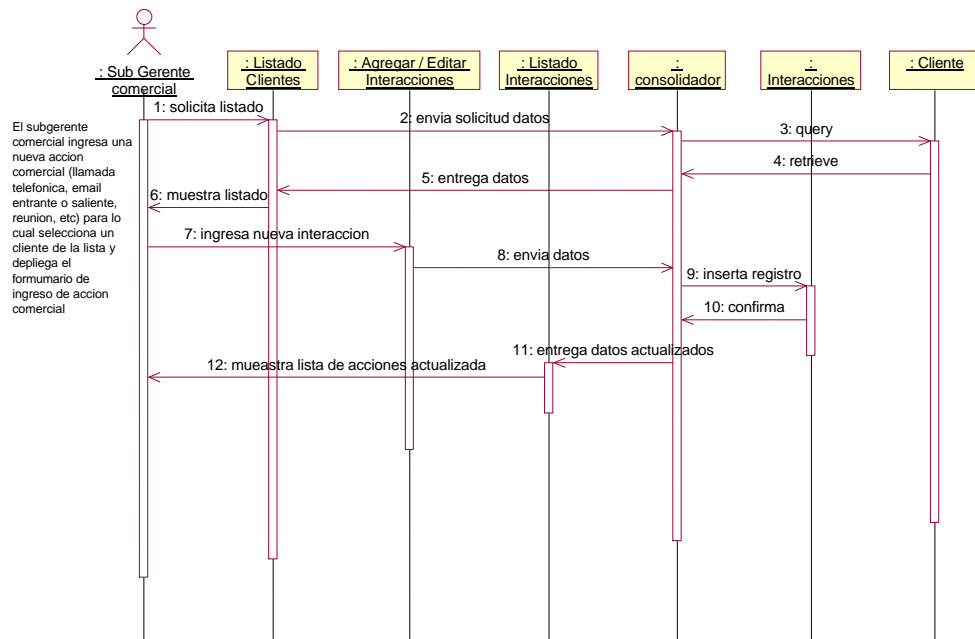 : Sub Gerente
comercial
: Listado
Clientes
: Agregar / Editar
Interacciones
: Listado
Interacciones
:
consolidador
:
Interacciones
: Cliente
El subgerente
comercial ingresa una
nueva accion
comercial (llamada
telefonica, email
entrante o saliente,
reunion, etc) para lo
cual selecciona un
cliente de la lista y
depliega el
formumario de
ingreso de accion
comercial
1: solicita listado
2: envia solicitud datos
3: query
4: retrieve
5: entrega datos
6: muestra listado
7: ingresa nueva interaccion
8: envia datos
9: inserta registro
10: confirma
11: entrega datos actualizados
12: mueastra lista de acciones actualizada